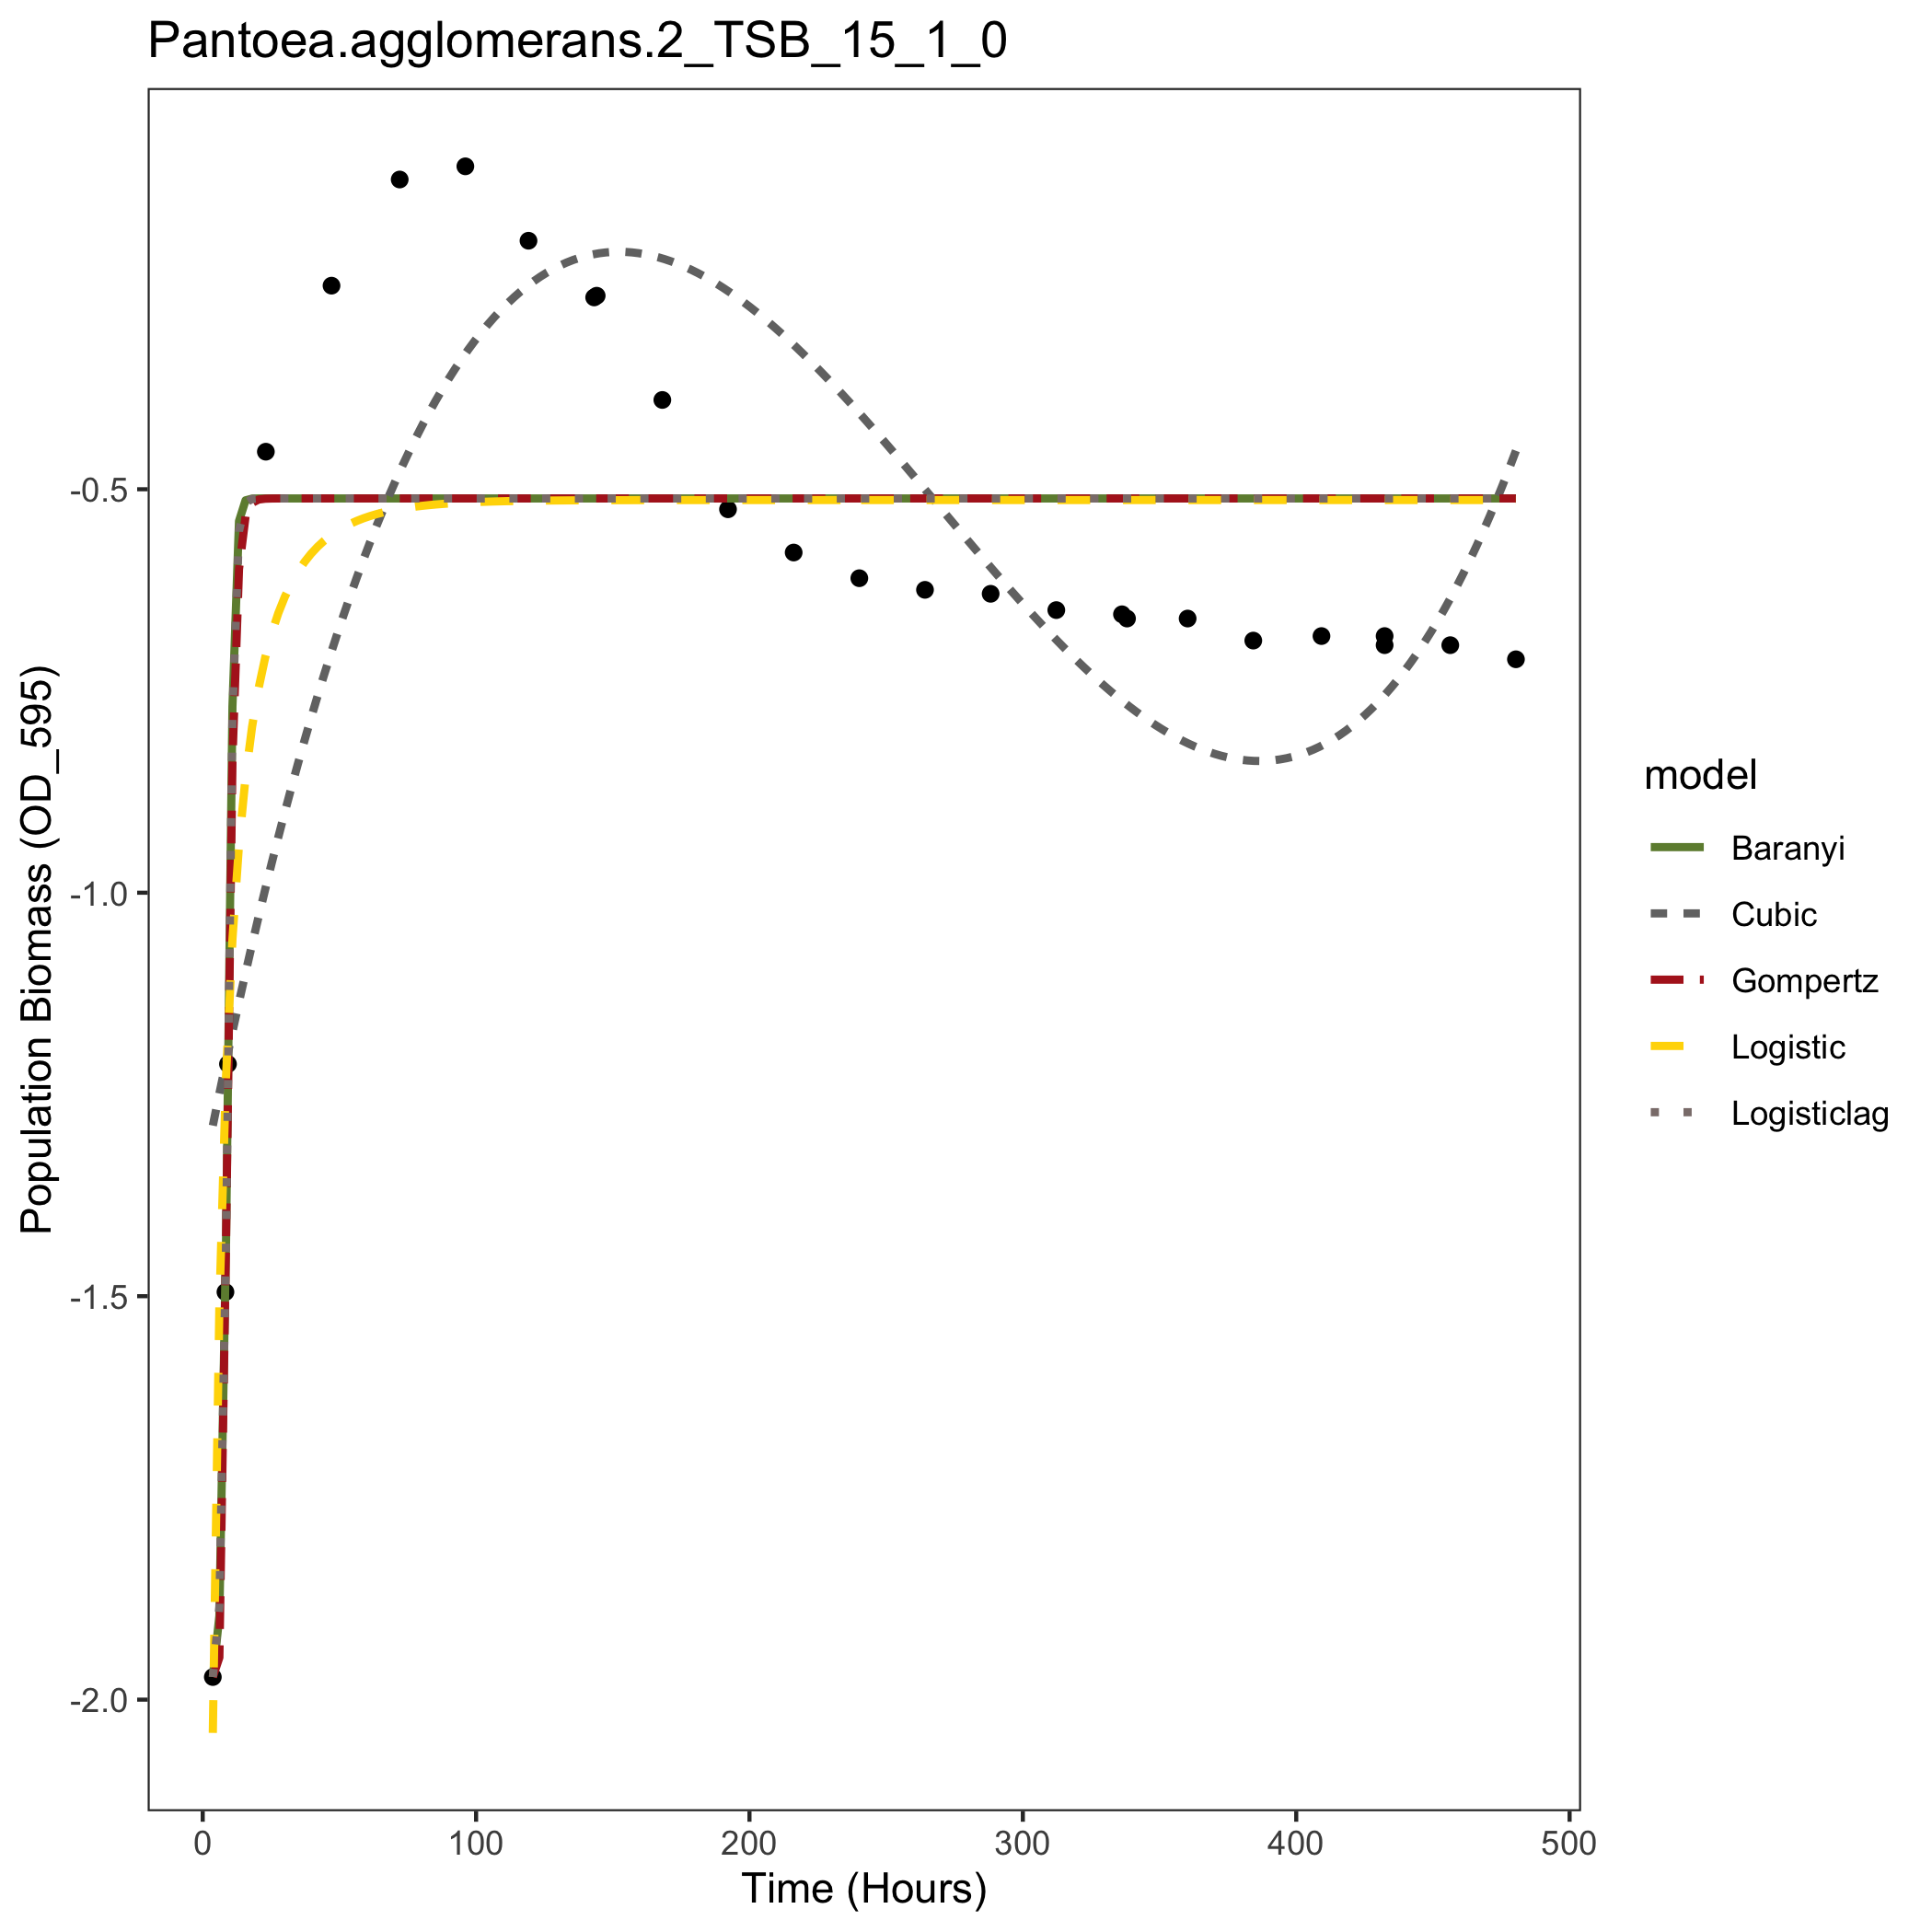 Pantoea.agglomerans.2_TSB_15_1_0
Population Biomass (OD_595)
-0.5
-1.0
-1.5
-2.0
0 100 200 300 400 500
Time (Hours)
model
Baranyi
Cubic
Gompertz
Logistic
Logisticlag